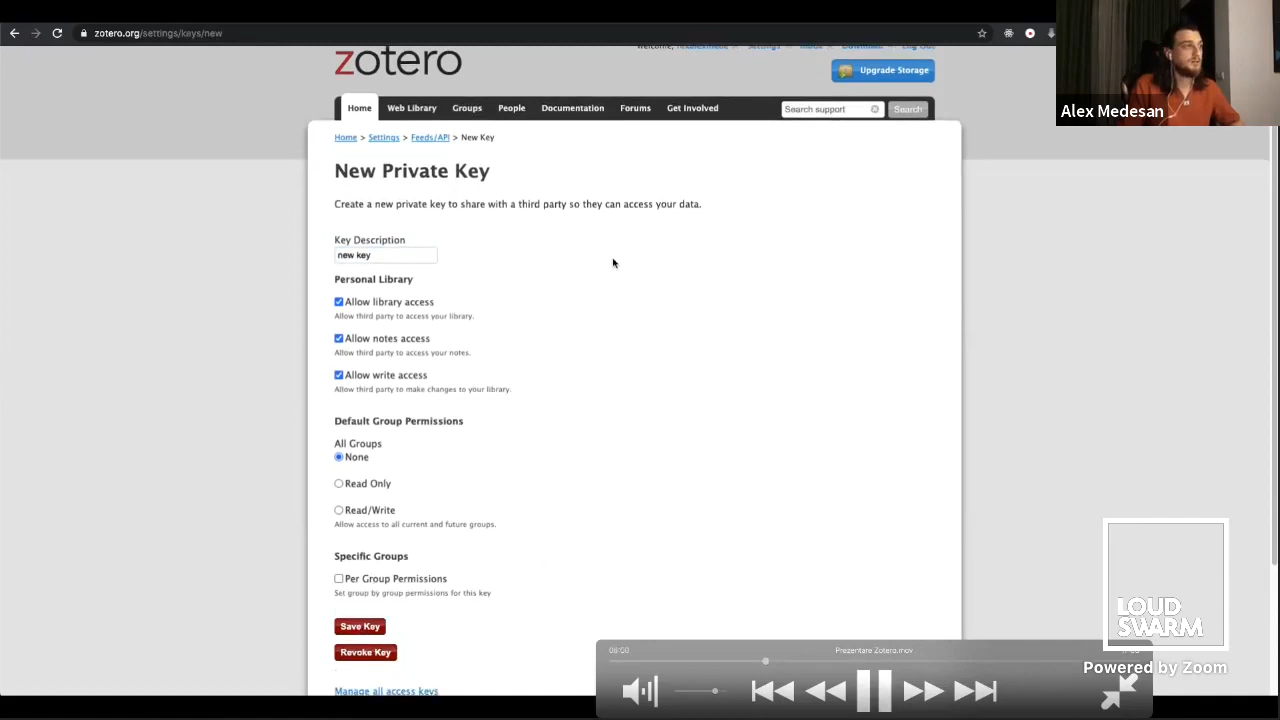 zotero.org/settings/keys/new
zotero
Upgrade Storage
Alex Medesan
Home Web Library Groups People Documentation Forums Get Involved Search support Search
Home > Settings > Feeds/API > New Key
New Private Key
Create a new private key to share with a third party so they can access your data.
Key Description
new key
Personal Library
Allow library access
Allow third party to access your library.
Allow notes access
Allow third party to access your notes.
Allow write access
Allow third party to make changes to your library.
Default Group Permissions
All Groups
None
Read Only
Read/Write
Allow access to all current and future groups.
Specific Groups
Per Group Permissions
Set group by group permissions for this key
Save Key
Revoke Key
Manage all access keys
06:00 Prezentare Zotero.mov
LOUD
SWARM
Powered by Zoom